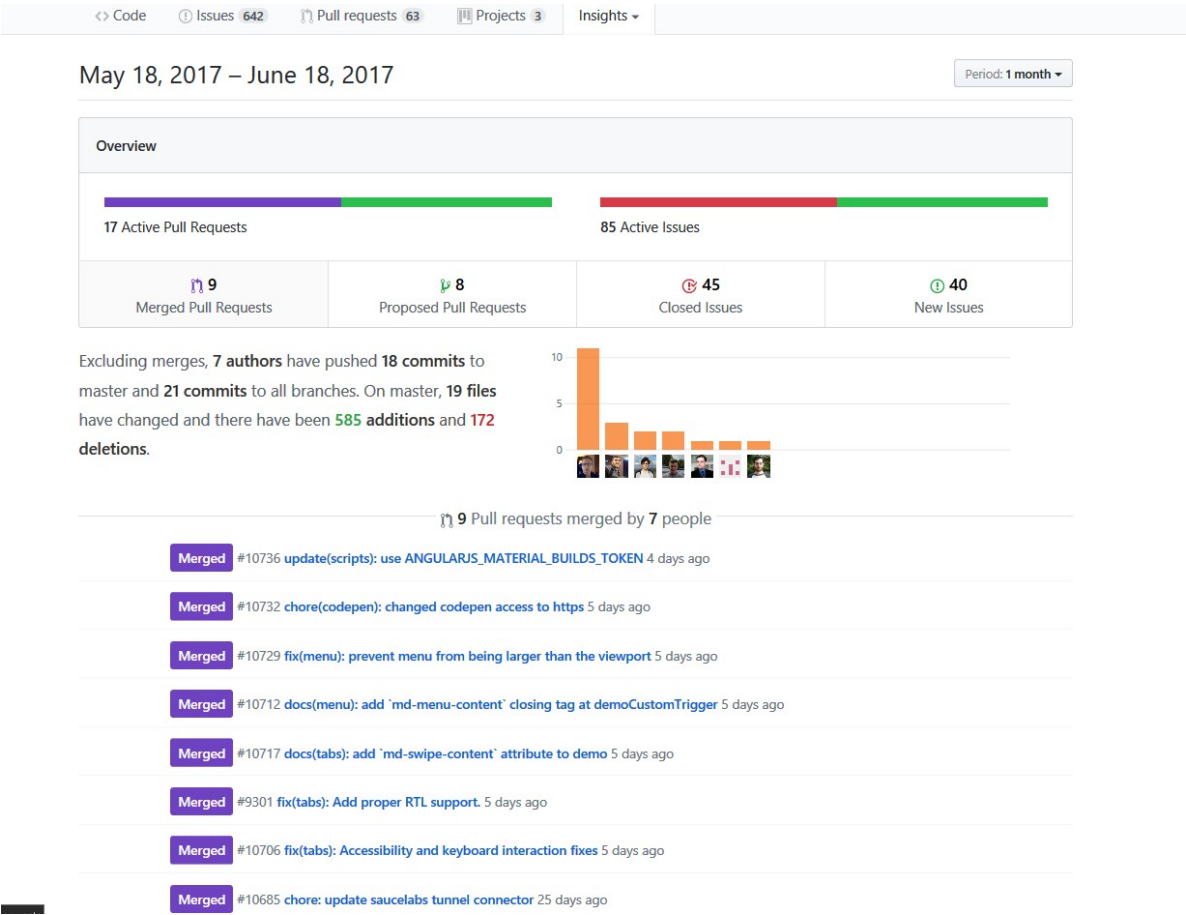 Code Issues 642 Pull requests 63 Projects 3 Insights
May 18, 2017 – June 18, 2017
Period: 1 month
Overview
17 Active Pull Requests
85 Active Issues
9
Merged Pull Requests
8
Proposed Pull Requests
45
Closed Issues
40
New Issues
Excluding merges, 7 authors have pushed 18 commits to
master and 21 commits to all branches. On master, 19 files
have changed and there have been 585 additions and 172
deletions.
10
5
0
9 Pull requests merged by 7 people
Merged #10736 update(scripts): use ANGULARJS_MATERIAL_BUILDS_TOKEN 4 days ago
Merged #10732 chore(codepen): changed codepen access to https 5 days ago
Merged #10729 fix(menu): prevent menu from being larger than the viewport 5 days ago
Merged #10712 docs(menu): add `md-menu-content` closing tag at demoCustomTrigger 5 days ago
Merged #10717 docs(tabs): add `md-swipe-content` attribute to demo 5 days ago
Merged #9301 fix(tabs): Add proper RTL support. 5 days ago
Merged #10706 fix(tabs): Accessibility and keyboard interaction fixes 5 days ago
Merged #10685 chore: update saucelabs tunnel connector 25 days ago